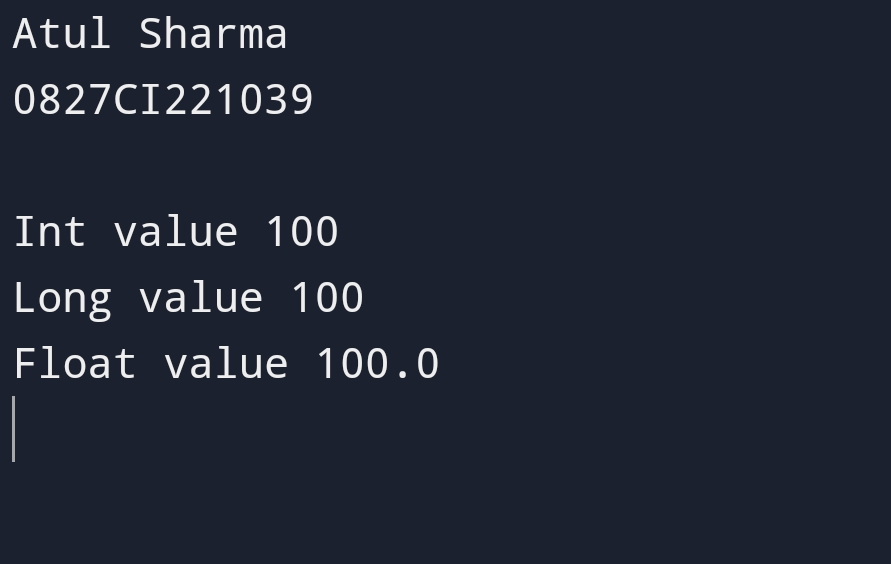 Atul Sharma
0827CI221039

Int value 100
Long value 100
Float value 100.0